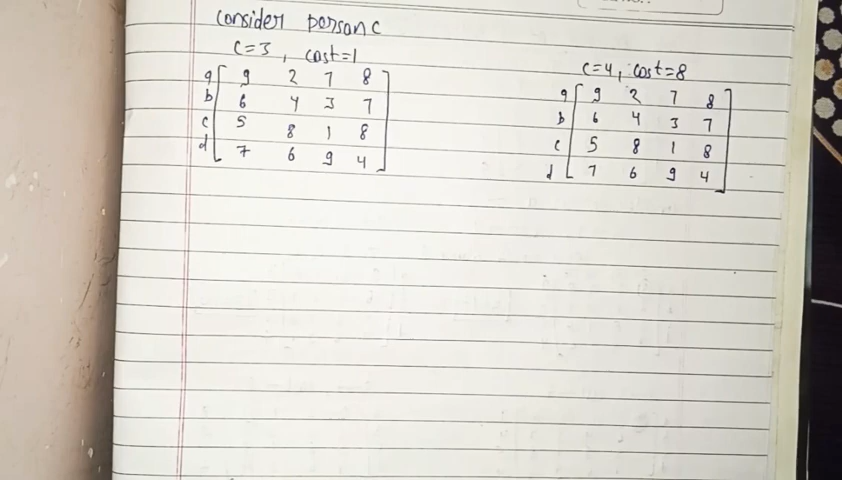 consider person c
c=3, cost=1
a 9 2 7 8
b 6 4 3 7
c 5 8 1 8
d 7 6 9 4
c=4, cost=8
a 9 2 7 8
b 6 4 3 7
c 5 8 1 8
d 7 6 9 4